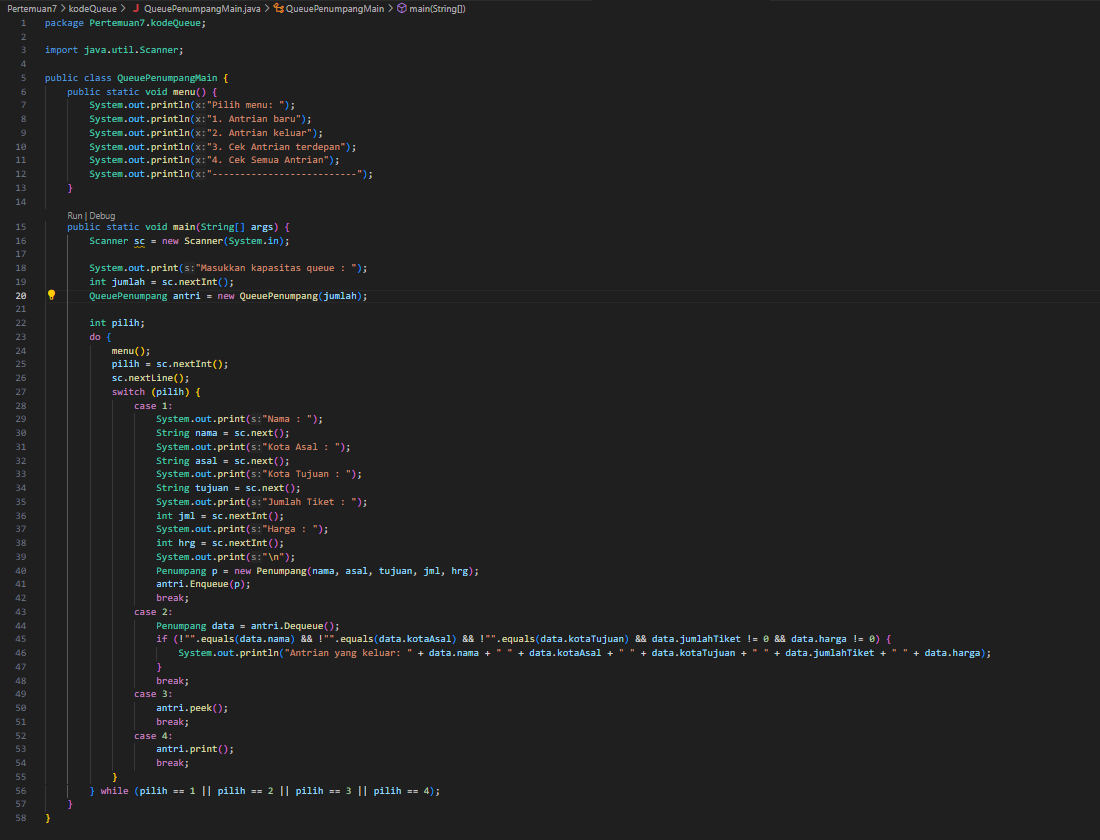 Pertemuan7 > kodeQueue > J QueuePenumpangMain.java > QueuePenumpangMain > main(String[])
1 package Pertemuan7.kodeQueue;
2
3 import java.util.Scanner;
4
5 public class QueuePenumpangMain {
6 public static void menu() {
7 System.out.println(x:"Pilih menu: ");
8 System.out.println(x:"1. Antrian baru");
9 System.out.println(x:"2. Antrian keluar");
10 System.out.println(x:"3. Cek Antrian terdepan");
11 System.out.println(x:"4. Cek Semua Antrian");
12 System.out.println(x:"--------------------------");
13 }
14
Run | Debug
15 public static void main(String[] args) {
16 Scanner sc = new Scanner(System.in);
17
18 System.out.print(s:"Masukkan kapasitas queue : ");
19 int jumlah = sc.nextInt();
20 QueuePenumpang antri = new QueuePenumpang(jumlah);
21
22 int pilih;
23 do {
24 menu();
25 pilih = sc.nextInt();
26 sc.nextLine();
27 switch (pilih) {
28 case 1:
29 System.out.print(s:"Nama : ");
30 String nama = sc.next();
31 System.out.print(s:"Kota Asal : ");
32 String asal = sc.next();
33 System.out.print(s:"Kota Tujuan : ");
34 String tujuan = sc.next();
35 System.out.print(s:"Jumlah Tiket : ");
36 int jml = sc.nextInt();
37 System.out.print(s:"Harga : ");
38 int hrg = sc.nextInt();
39 System.out.print(s:"\n");
40 Penumpang p = new Penumpang(nama, asal, tujuan, jml, hrg);
41 antri.Enqueue(p);
42 break;
43 case 2:
44 Penumpang data = antri.Dequeue();
45 if (!"".equals(data.nama) && !"".equals(data.kotaAsal) && !"".equals(data.kotaTujuan) && data.jumlahTiket != 0 && data.harga != 0) {
46 System.out.println("Antrian yang keluar: " + data.nama + " " + data.kotaAsal + " " + data.kotaTujuan + " " + data.jumlahTiket + " " + data.harga);
47 }
48 break;
49 case 3:
50 antri.peek();
51 break;
52 case 4:
53 antri.print();
54 break;
55 }
56 } while (pilih == 1 || pilih == 2 || pilih == 3 || pilih == 4);
57 }
58 }